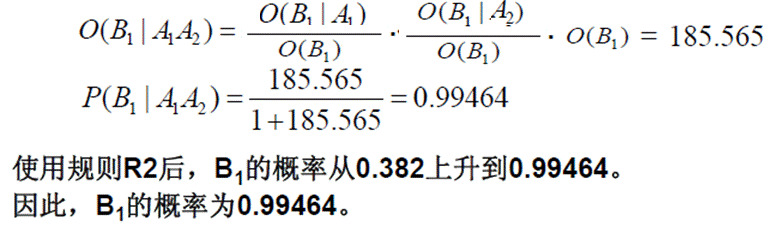 O(B₁ | A₁A₂) = O(B₁ | A₁) / O(B₁) · O(B₁ | A₂) / O(B₁) · O(B₁) = 185.565
P(B₁ | A₁A₂) = 185.565 / 1+185.565 = 0.99464
使用规则R2后，B₁的概率从0.382上升到0.99464。
因此，B₁的概率为0.99464。